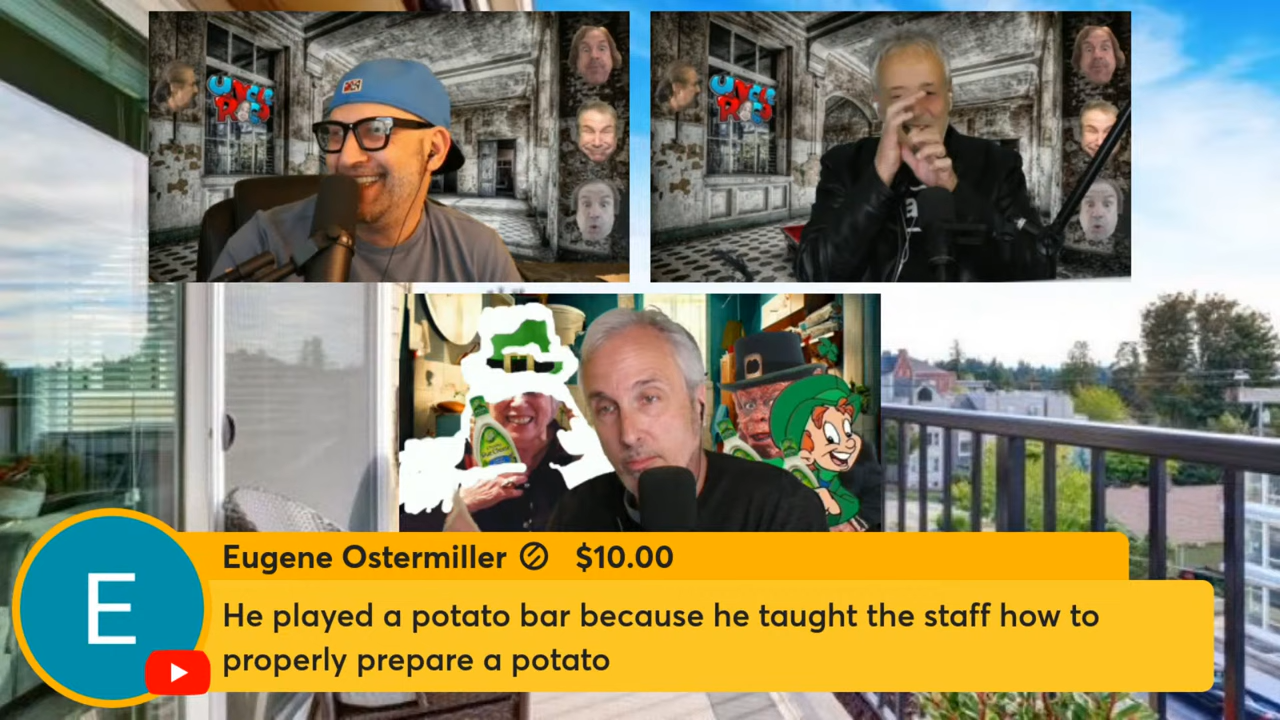 Eugene Ostermiller $10.00
He played a potato bar because he taught the staff how to
properly prepare a potato
E